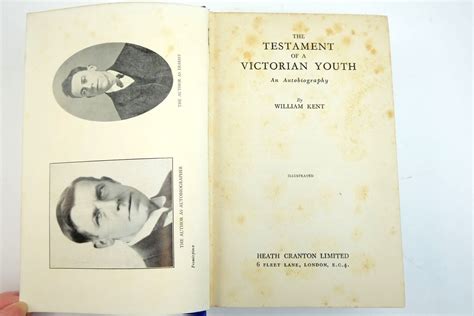 THE AUTHOR AS ESSAYIST
THE AUTHOR AS AUTOBIOGRAPHER
Frontispiece
THE
TESTAMENT
OF A
VICTORIAN YOUTH
An Autobiography
By
WILLIAM KENT
ILLUSTRATED
HEATH CRANTON LIMITED
6 FLEET LANE, LONDON, E.C.4.